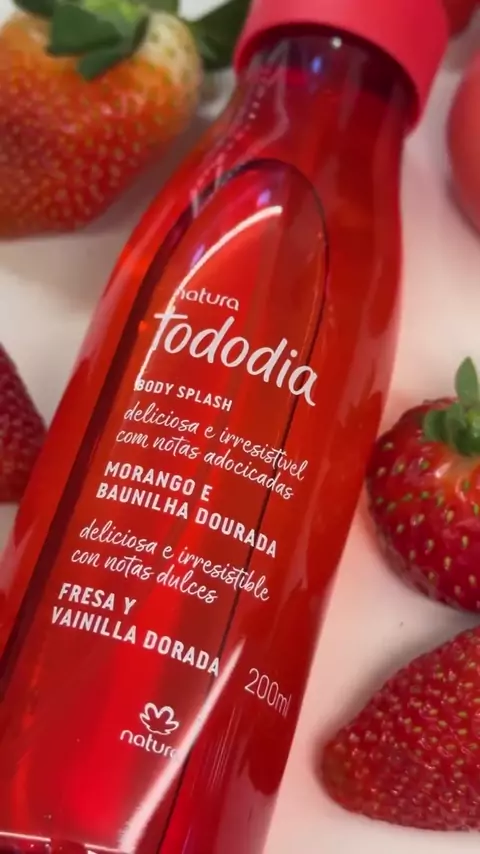 natura
tododia
BODY SPLASH
deliciosa e irresistível
com notas adocicadas
MORANGO E
BAUNILHA DOURADA
deliciosa e irresistible
con notas dulces
FRESA Y
VAINILLA DORADA
200ml
natura